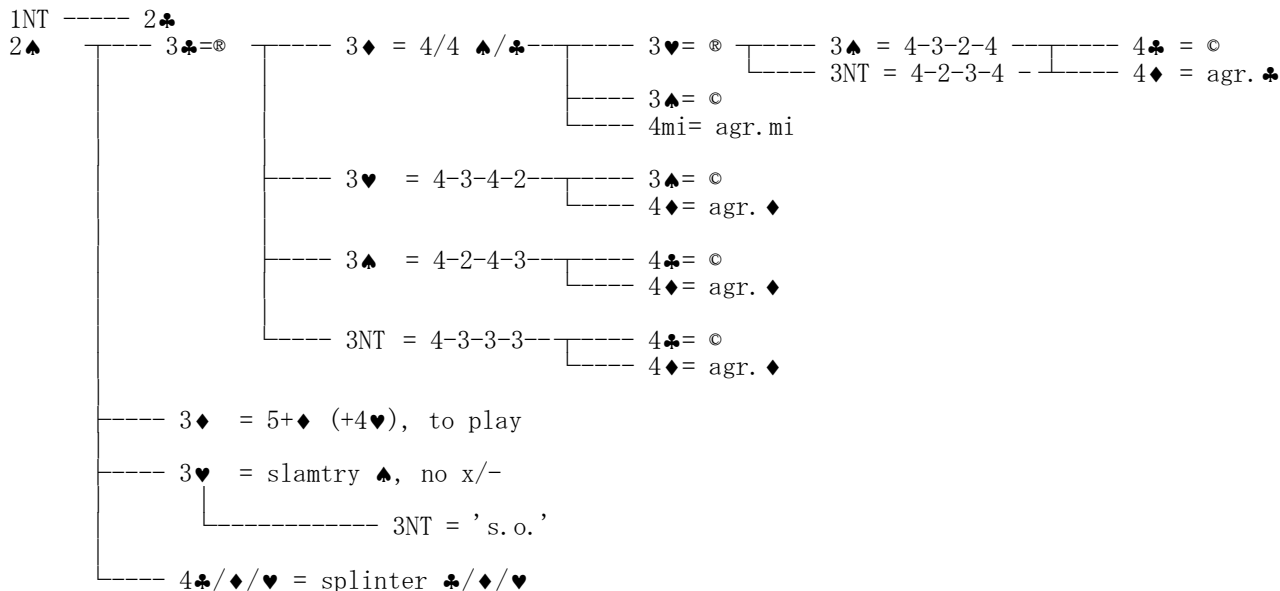 1NT ----- 2♣
2♠ ---- 3♣=® ---- 3♦ = 4/4 ♠/♣ ---- 3♥= ® ---- 3♠ = 4-3-2-4 ---- 4♣ = ©
---- 3NT = 4-2-3-4 ---- 4♦ = agr.♣
---- 3♠= ©
---- 4mi= agr.mi
---- 3♥ = 4-3-4-2 ---- 3♠= ©
---- 4♦= agr.♦
---- 3♠ = 4-2-4-3 ---- 4♣= ©
---- 4♦= agr.♦
---- 3NT = 4-3-3-3 ---- 4♣= ©
---- 4♦= agr.♦
---- 3♦ = 5+♦ (+4♥), to play
---- 3♥ = slamtry ♠, no x/-
------------ 3NT = 's.o.'
---- 4♣/♦/♥ = splinter ♣/♦/♥